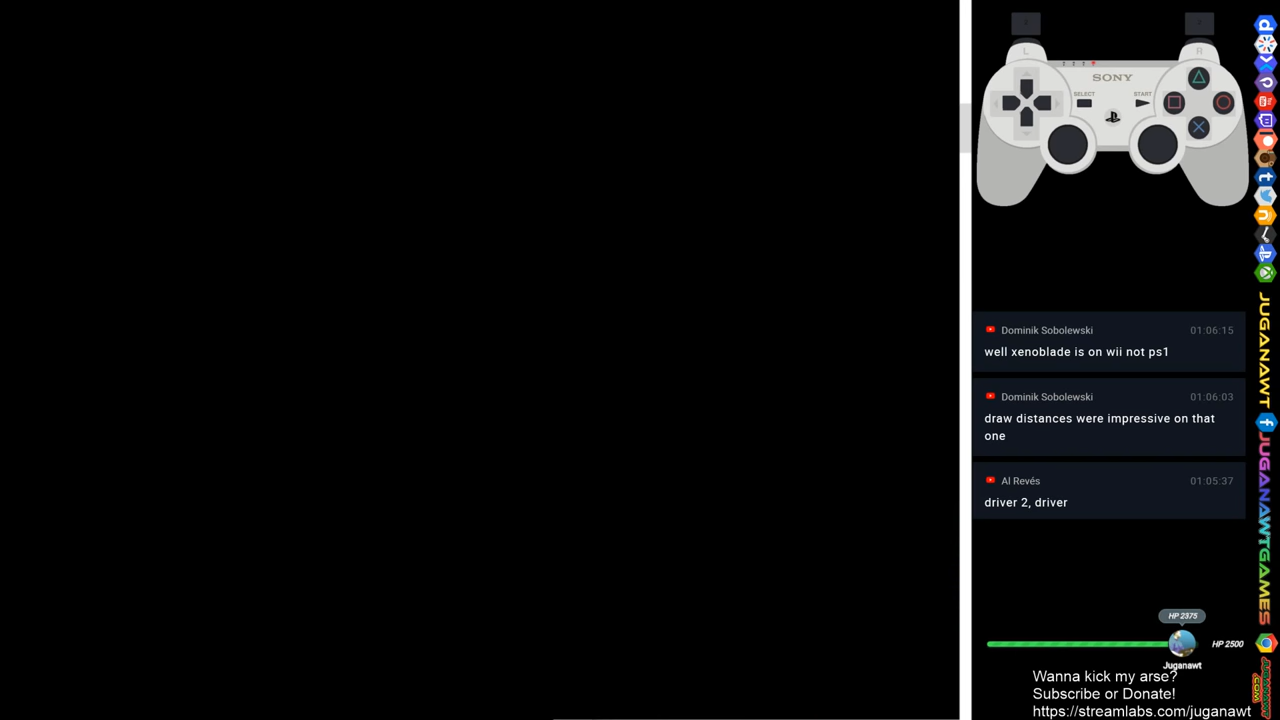 L
R
SONY
SELECT
START
Dominik Sobolewski
01:06:15
well xenoblade is on wii not ps1
Dominik Sobolewski
01:06:03
draw distances were impressive on that
one
Al Revés
01:05:37
driver 2, driver
HP 2375
HP 2500
Juganawt
Wanna kick my arse?
Subscribe or Donate!
https://streamlabs.com/juganawt
JUGANAWT
JUGANAWTGAMES
JUGANAWT
.COM